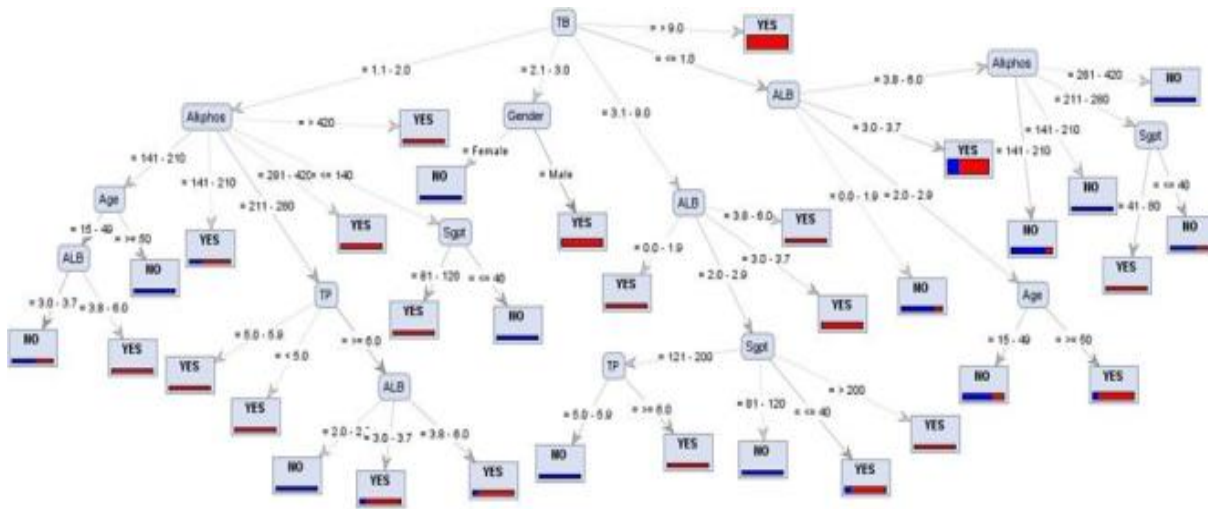 TB
= > 9.0
YES
= 1.1 - 2.0
= 2.1 - 3.0
= 3.1 - 9.0
= <= 1.0
Alkphos
= > 420
YES
Gender
ALB
= 3.8 - 6.0
Alkphos
= 261 - 420
NO
= 211 - 260
Sgpt
= 141 - 210
= 141 - 210
= 3.0 - 3.7
YES
= 0.0 - 1.9
= 2.0 - 2.9
= Female
NO
= Male
YES
= 141 - 210
= 141 - 210
= 211 - 260
= 261 - 420
= <= 140
Age
= 15 - 49
= >= 50
YES
YES
Sgpt
ALB
NO
= 3.0 - 3.7
= 3.8 - 6.0
NO
YES
TP
= 81 - 120
= <= 40
YES
NO
= 5.0 - 5.9
= < 5.0
= >= 6.0
YES
YES
ALB
= 3.0 - 3.7
= 3.8 - 6.0
NO
YES
YES
ALB
= 3.8 - 6.0
YES
= 0.0 - 1.9
= 3.0 - 3.7
= 2.0 - 2.9
YES
YES
Sgpt
= 121 - 200
= 81 - 120
= <= 40
= > 200
TP
= 5.0 - 5.9
= >= 6.0
NO
YES
NO
YES
YES
NO
NO
= 41 - 80
= <= 40
NO
YES
NO
Age
= 15 - 49
= >= 50
NO
YES